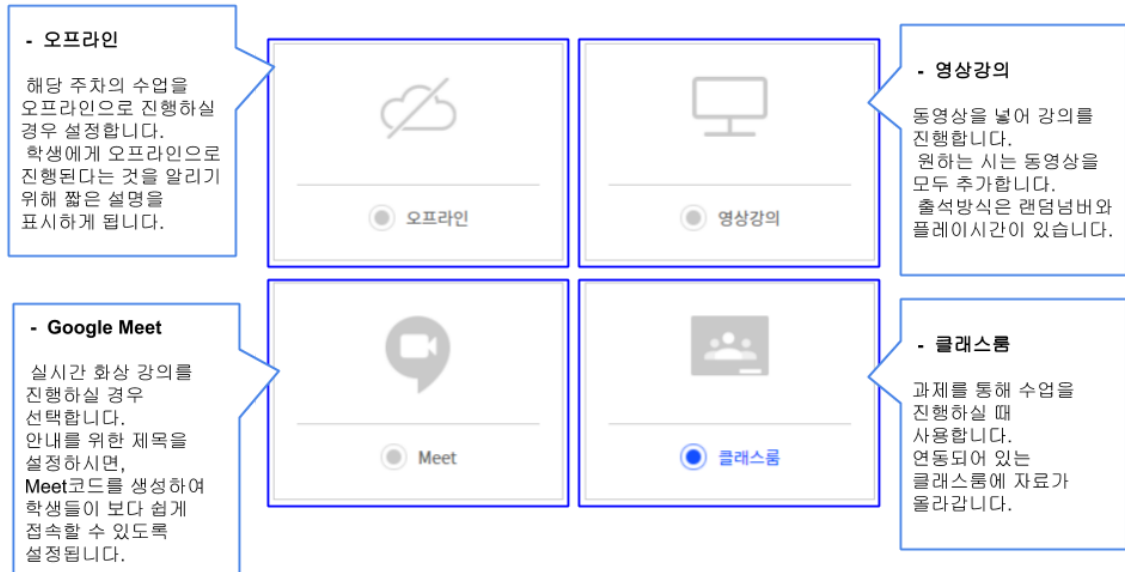 - 오프라인
해당 주차의 수업을
오프라인으로 진행하실
경우 설정합니다.
학생에게 오프라인으로
진행된다는 것을 알리기
위해 짧은 설명을
표시하게 됩니다.
오프라인
영상강의
- 영상강의
동영상을 넣어 강의를
진행합니다.
원하는 시는 동영상을
모두 추가합니다.
출석방식은 랜덤넘버와
플레이시간이 있습니다.
- Google Meet
실시간 화상 강의를
진행하실 경우
선택합니다.
안내를 위한 제목을
설정하시면,
Meet코드를 생성하여
학생들이 보다 쉽게
접속할 수 있도록
설정됩니다.
Meet
클래스룸
- 클래스룸
과제를 통해 수업을
진행하실 때
사용합니다.
연동되어 있는
클래스룸에 자료가
올라갑니다.